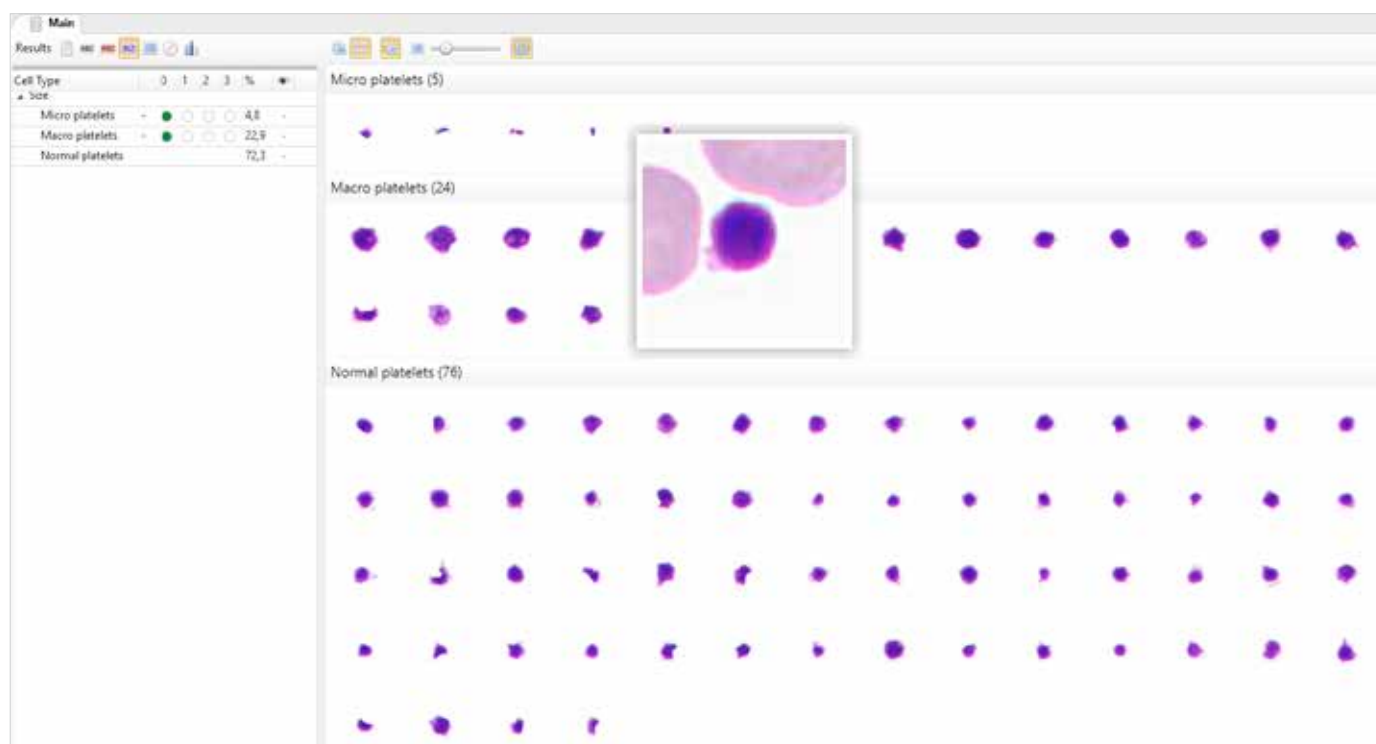 Main
Results
Cell Type 0 1 2 3 % 
Size
Micro platelets - 4,8 -
Macro platelets - 22,9 -
Normal platelets 72,3 -
Micro platelets (5)
Macro platelets (24)
Normal platelets (76)